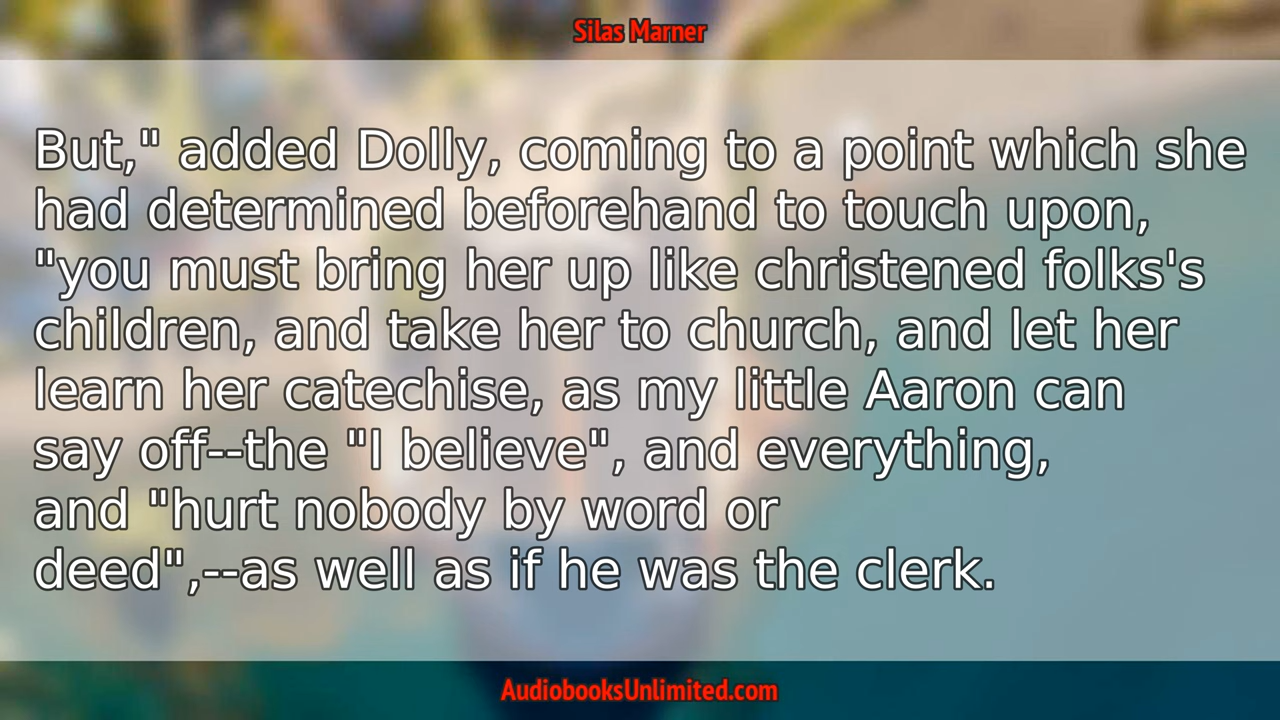 Silas Marner
But," added Dolly, coming to a point which she
had determined beforehand to touch upon,
"you must bring her up like christened folks's
children, and take her to church, and let her
learn her catechise, as my little Aaron can
say off--the "I believe", and everything,
and "hurt nobody by word or
deed",--as well as if he was the clerk.
AudiobooksUnlimited.com